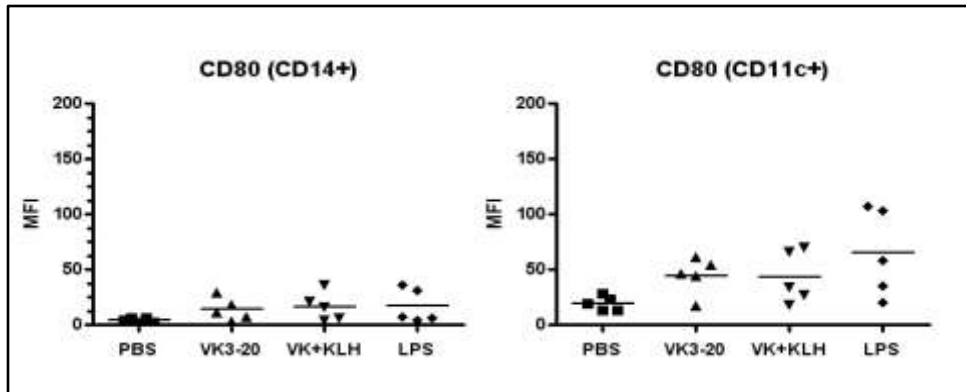 CD80 (CD14+)
200
150
100
50
0
MFI
PBS VK3-20 VK+KLH LPS
CD80 (CD11c+)
200
150
100
50
0
MFI
PBS VK3-20 VK+KLH LPS